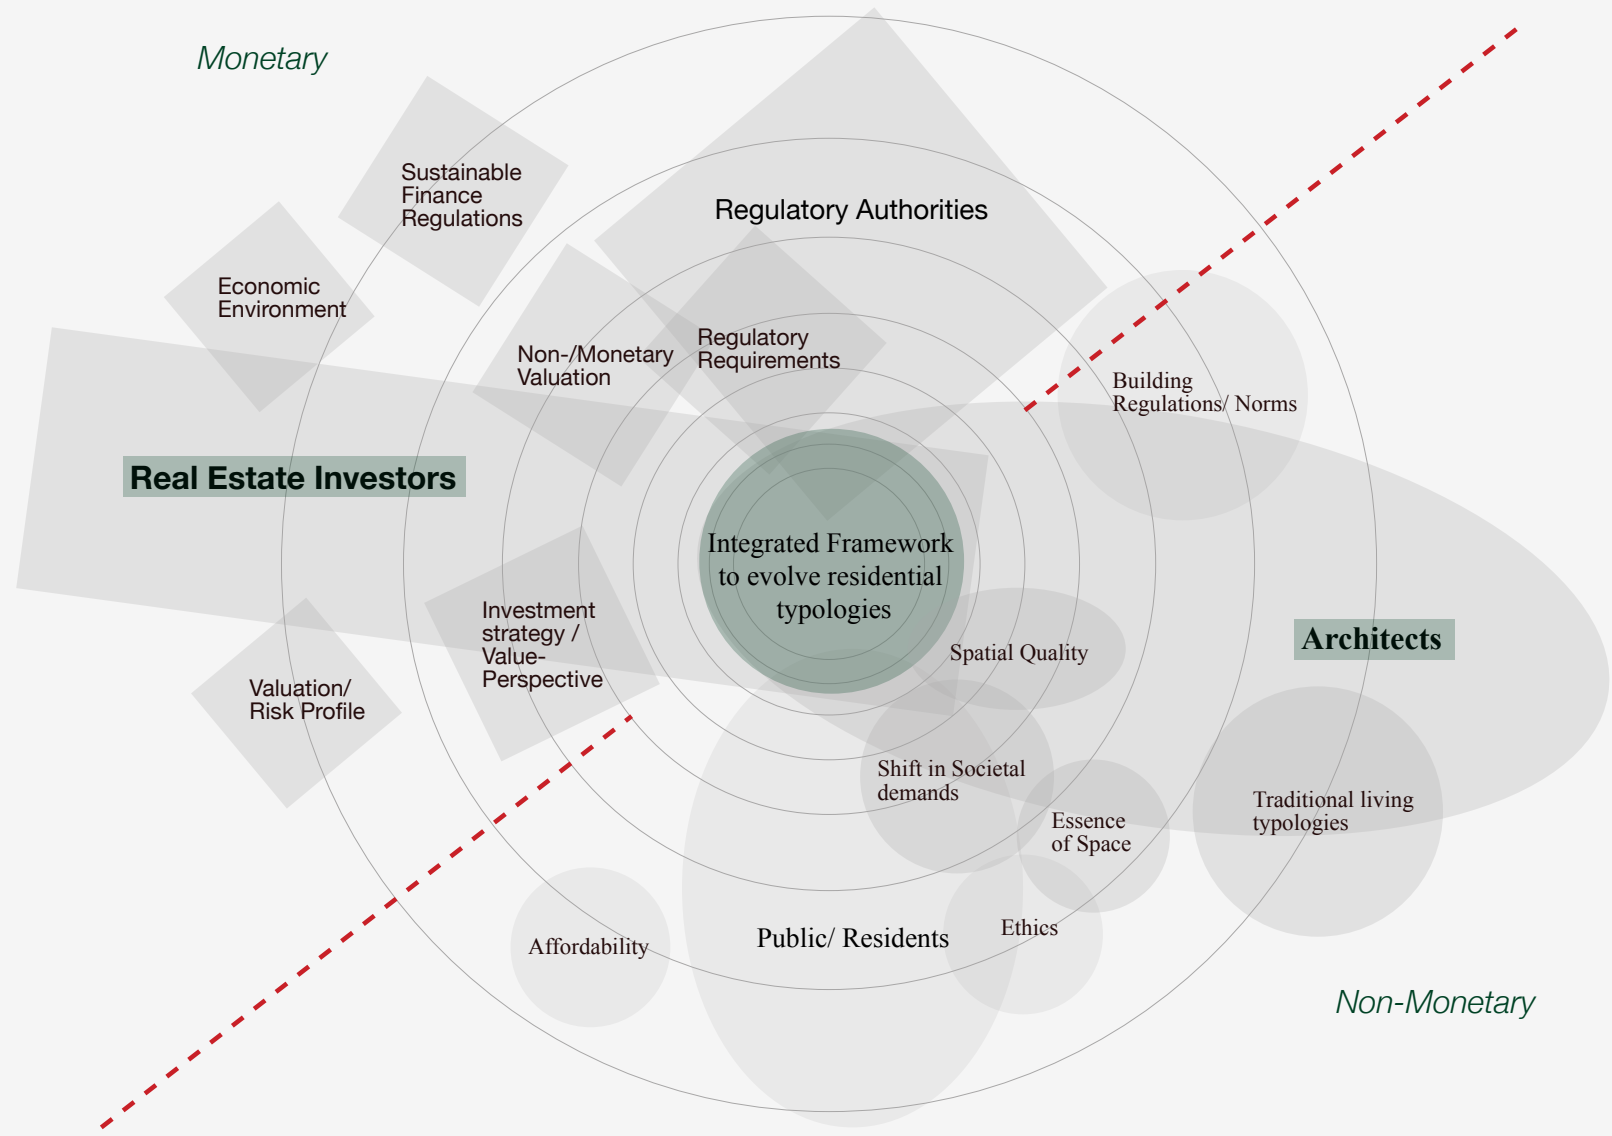 Monetary
Sustainable
Finance
Regulations
Regulatory Authorities
Economic
Environment
Non-/Monetary
Valuation
Regulatory
Requirements
Building
Regulations/ Norms
Real Estate Investors
Integrated Framework
to evolve residential
typologies
Investment
strategy /
Value-
Perspective
Spatial Quality
Architects
Valuation/
Risk Profile
Shift in Societal
demands
Essence
of Space
Traditional living
typologies
Affordability
Public/ Residents
Ethics
Non-Monetary